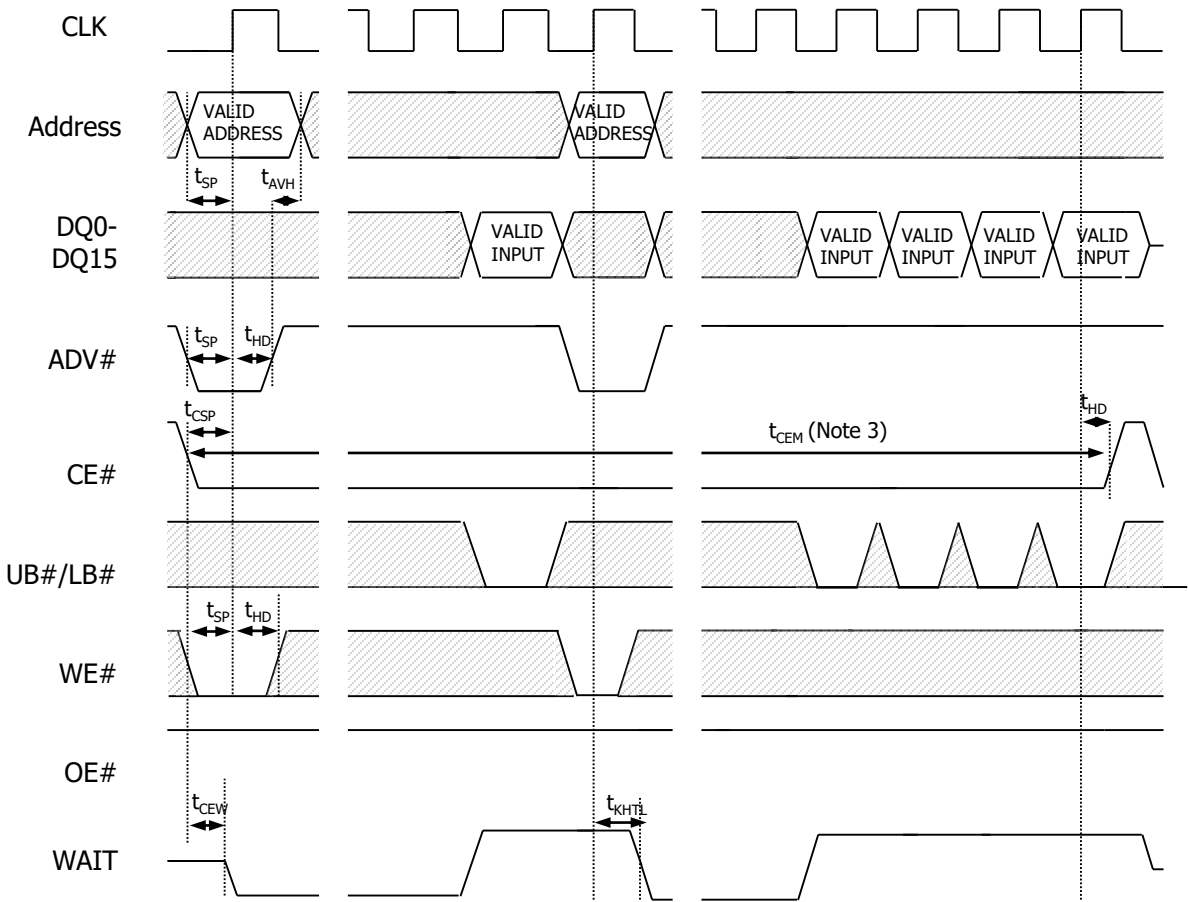 CLK
Address
VALID
ADDRESS
VALID
ADDRESS
tSP
tAVH
DQ0-
DQ15
VALID
INPUT
VALID
INPUT
VALID
INPUT
VALID
INPUT
VALID
INPUT
ADV#
tSP
tHD
tCSP
tCEM (Note 3)
tHD
CE#
UB#/LB#
tSP
tHD
WE#
OE#
tCEW
tKHTL
WAIT